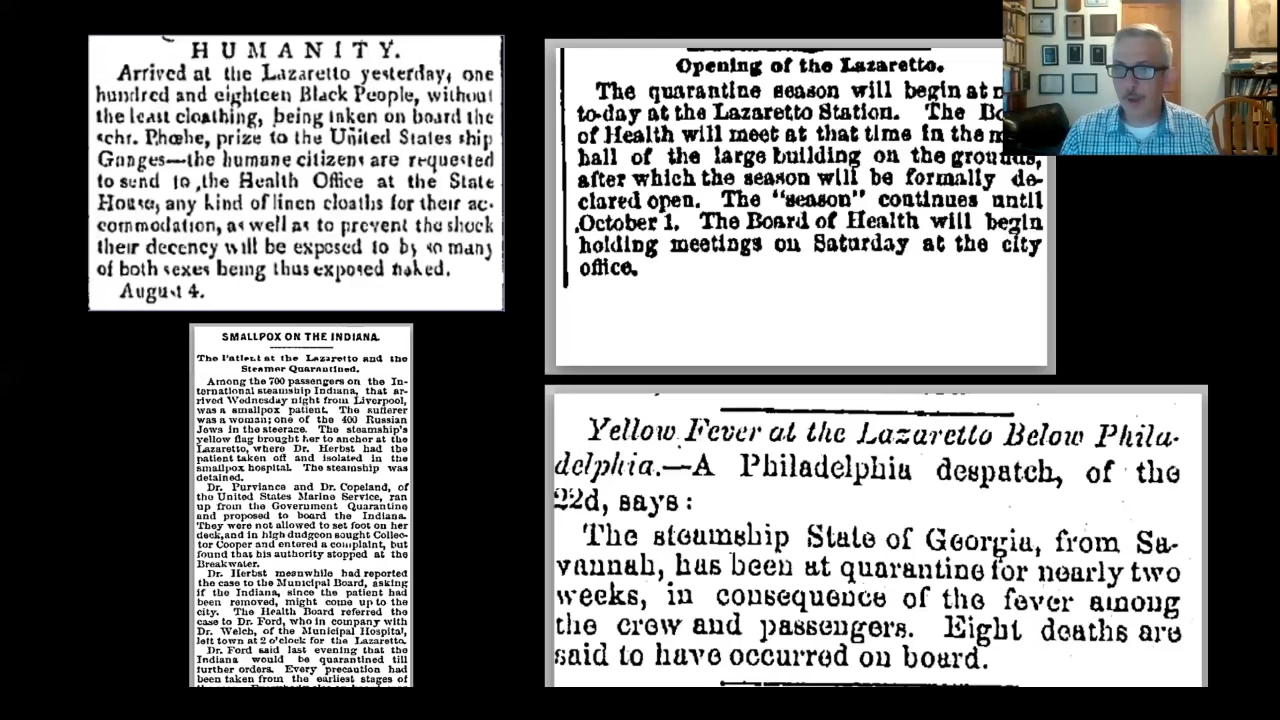 HUMANITY.
Arrived at the Lazaretto yesterday, one
hundred and eighteen Black People, without
the least cloathing, being taken on board the
schr. Phœbe, prize to the United States ship
Ganges—the humane citizens are requested
to send to the Health Office at the State
House, any kind of linen cloaths for their ac-
commodation, as well as to prevent the shock
their decency will be exposed to by so many
of both sexes being thus exposed naked.
August 4.
Opening of the Lazaretto.
The quarantine season will begin at
to-day at the Lazaretto Station. The
of Health will meet at that time in the
hall of the large building on the grounds,
after which the season will be formally de-
clared open. The "season" continues until
October 1. The Board of Health will begin
holding meetings on Saturday at the city
office.
SMALLPOX ON THE INDIANA.
The Patient at the Lazaretto and the
Steamer Quarantined.
Among the 700 passengers on the In-
ternational steamship Indiana, that ar-
rived Wednesday night from Liverpool,
was a smallpox patient. The sufferer
was a woman; one of the 400 Russian
Jews in the steerage. The steamship's
yellow flag brought her to anchor at the
Lazaretto, where Dr. Herbst had the
patient taken off and isolated in the
smallpox hospital. The steamship was
detained.
Dr. Purviance and Dr. Copeland, of
the United States Marine Service, ran
up from the Government Quarantine
and proposed to board the Indiana.
They were not allowed to set foot on her
deck, and in high dudgeon sought Collec-
tor Cooper and entered a complaint, but
found that his authority stopped at the
Breakwater.
Dr. Herbst meanwhile had reported
the case to the Municipal Board, asking
if the Indiana, since the patient had
been removed, might come up to the
city. The Health Board referred the
case to Dr. Ford, who in company with
Dr. Welch, of the Municipal Hospital,
left town at 2 o'clock for the Lazaretto.
Dr. Ford said last evening that the
Indiana would be quarantined till
further orders. Every precaution had
been taken from the earliest stages of
Yellow Fever at the Lazaretto Below Phila-
delphia.—A Philadelphia despatch, of the
22d, says:
The steamship State of Georgia, from Sa-
vannah, has been at quarantine for nearly two
weeks, in consequence of the fever among
the crew and passengers. Eight deaths are
said to have occurred on board.